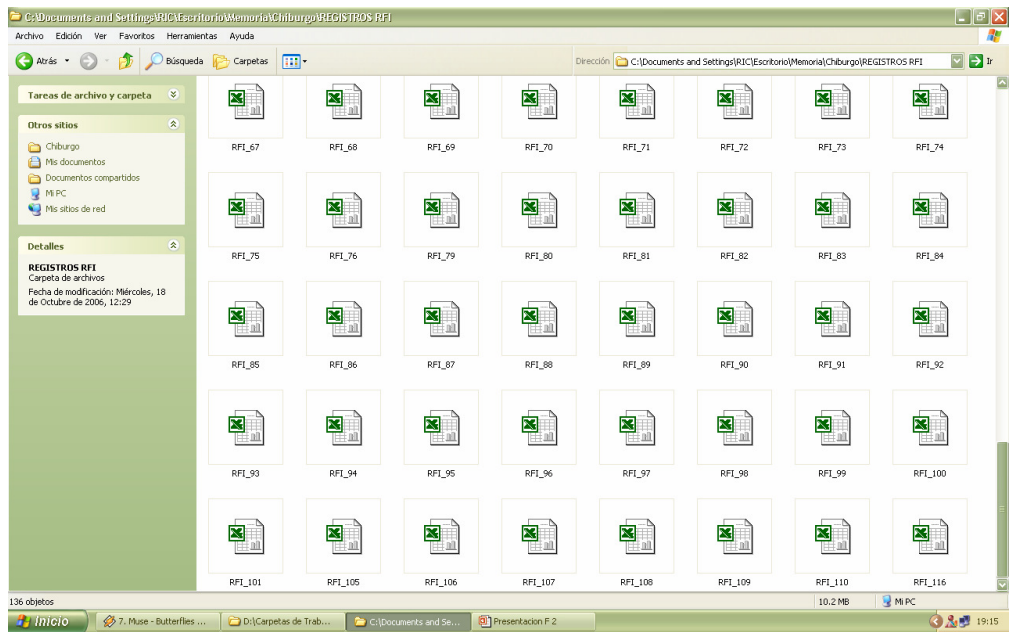 C:\Documents and Settings\RIC\Escritorio\Memoria\Chiburgo\REGISTROS RFI
Archivo Edición Ver Favoritos Herramientas Ayuda
Atrás Búsqueda Carpetas Dirección C:\Documents and Settings\RIC\Escritorio\Memoria\Chiburgo\REGISTROS RFI Ir
Tareas de archivo y carpeta
Otros sitios
Chiburgo
Mis documentos
Documentos compartidos
Mi PC
Mis sitios de red
Detalles
REGISTROS RFI
Carpeta de archivos
Fecha de modificación: Miércoles, 18
de Octubre de 2006, 12:29
RFI_67 RFI_68 RFI_69 RFI_70 RFI_71 RFI_72 RFI_73 RFI_74
RFI_75 RFI_76 RFI_79 RFI_80 RFI_81 RFI_82 RFI_83 RFI_84
RFI_85 RFI_86 RFI_87 RFI_88 RFI_89 RFI_90 RFI_91 RFI_92
RFI_93 RFI_94 RFI_95 RFI_96 RFI_97 RFI_98 RFI_99 RFI_100
RFI_101 RFI_105 RFI_106 RFI_107 RFI_108 RFI_109 RFI_110 RFI_116
136 objetos 10.2 MB Mi PC
Inicio 7. Muse - Butterflies ... D:\Carpetas de Trab... C:\Documents and Se... Presentacion F 2 19:15